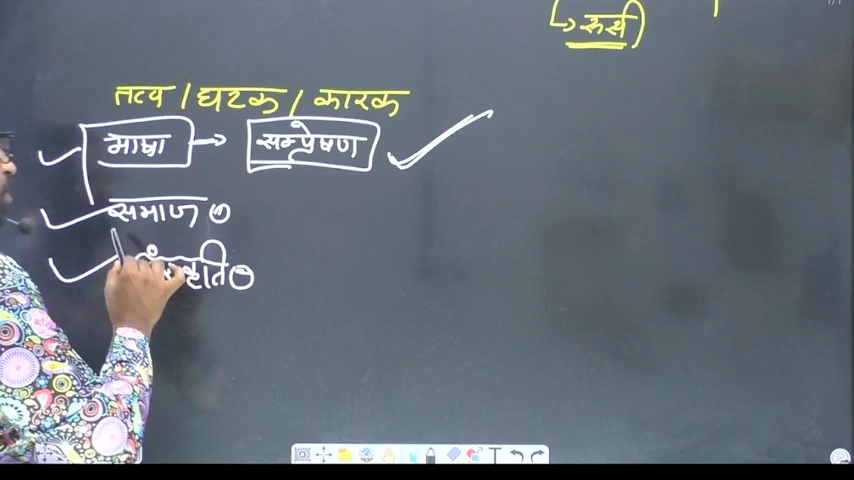 ↳ रूसी
तत्व / घटक / कारक
भाषा → सम्प्रेषण
समाज